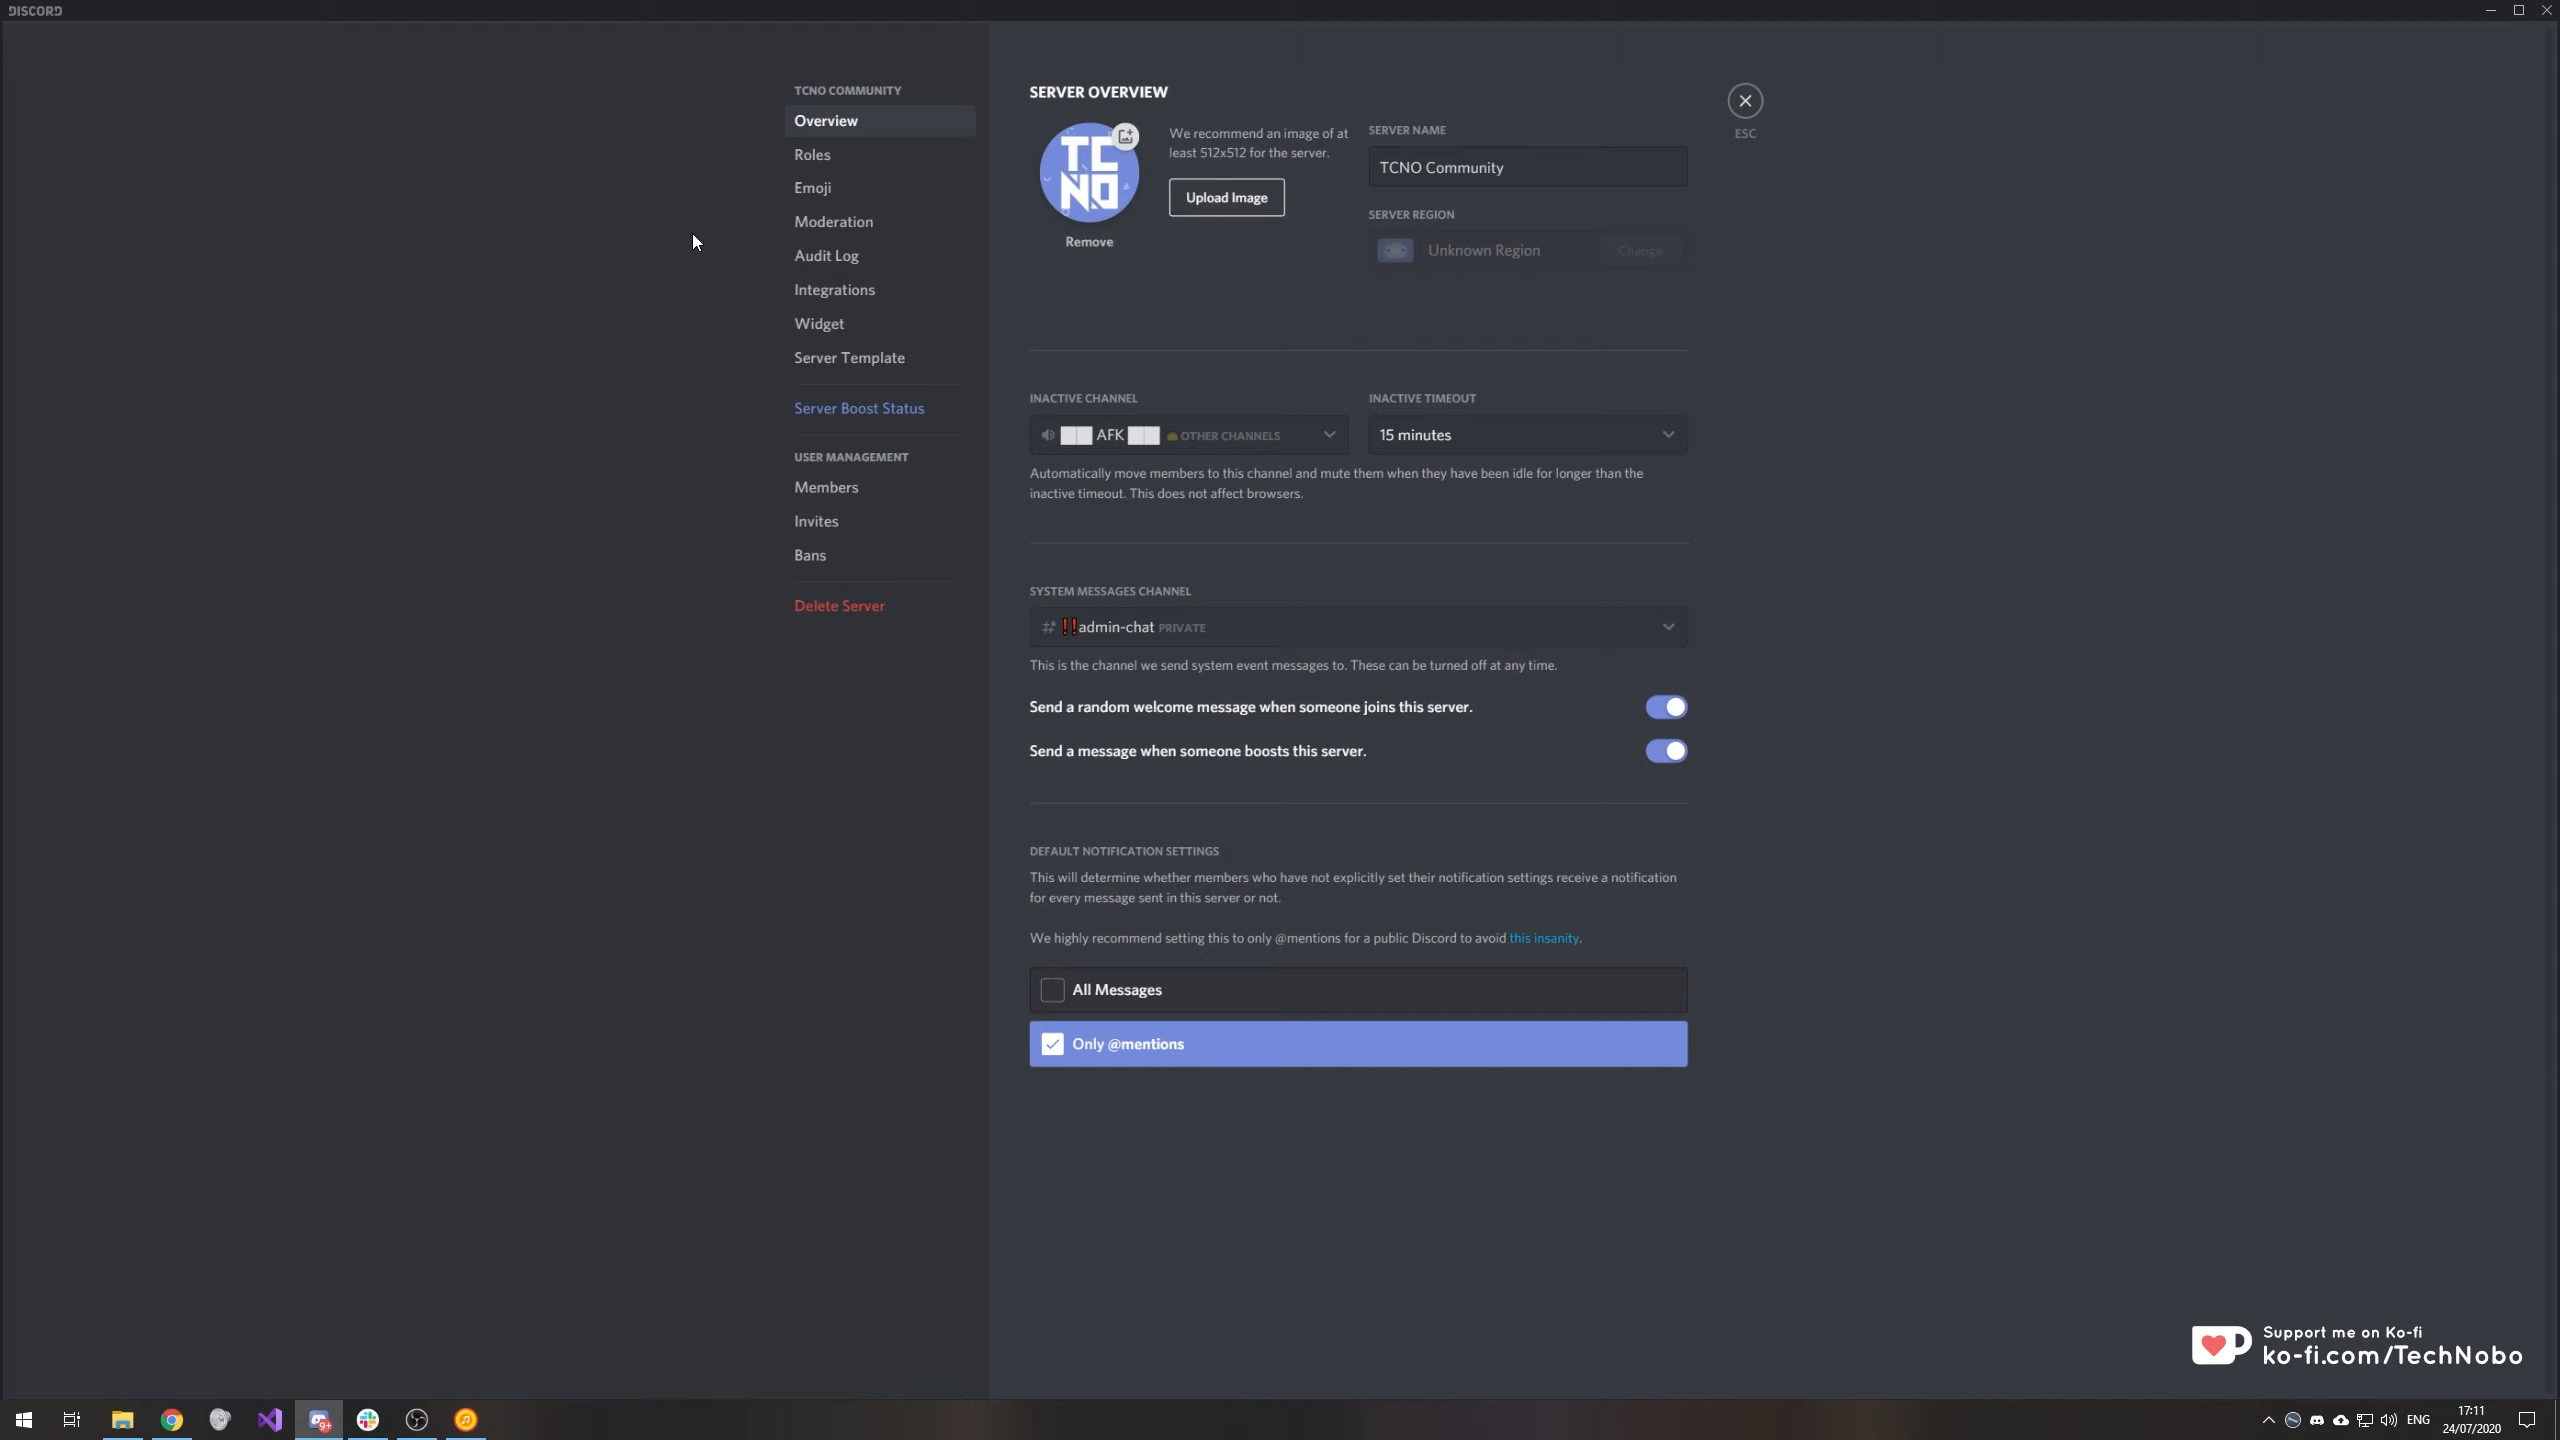 DISCORD
TCNO COMMUNITY
Overview
Roles
Emoji
Moderation
Audit Log
Integrations
Widget
Server Template
Server Boost Status
USER MANAGEMENT
Members
Invites
Bans
Delete Server
SERVER OVERVIEW
TC
NO
Remove
We recommend an image of at
least 512x512 for the server.
Upload Image
SERVER NAME
TCNO Community
SERVER REGION
Unknown Region
Change
ESC
INACTIVE CHANNEL
AFK OTHER CHANNELS
INACTIVE TIMEOUT
15 minutes
Automatically move members to this channel and mute them when they have been idle for longer than the
inactive timeout. This does not affect browsers.
SYSTEM MESSAGES CHANNEL
# ‼admin-chat PRIVATE
This is the channel we send system event messages to. These can be turned off at any time.
Send a random welcome message when someone joins this server.
Send a message when someone boosts this server.
DEFAULT NOTIFICATION SETTINGS
This will determine whether members who have not explicitly set their notification settings receive a notification
for every message sent in this server or not.
We highly recommend setting this to only @mentions for a public Discord to avoid this insanity.
All Messages
Only @mentions
Support me on Ko-fi
ko-fi.com/TechNobo
9+
ENG
17:11
24/07/2020